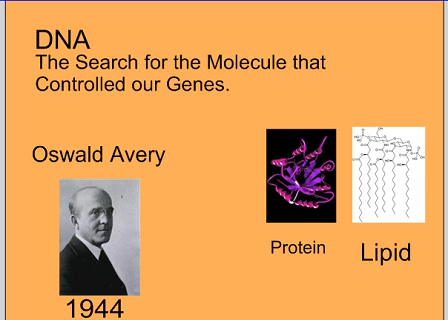 DNA
The Search for the Molecule that
Controlled our Genes.
Oswald Avery
Protein
Lipid
1944